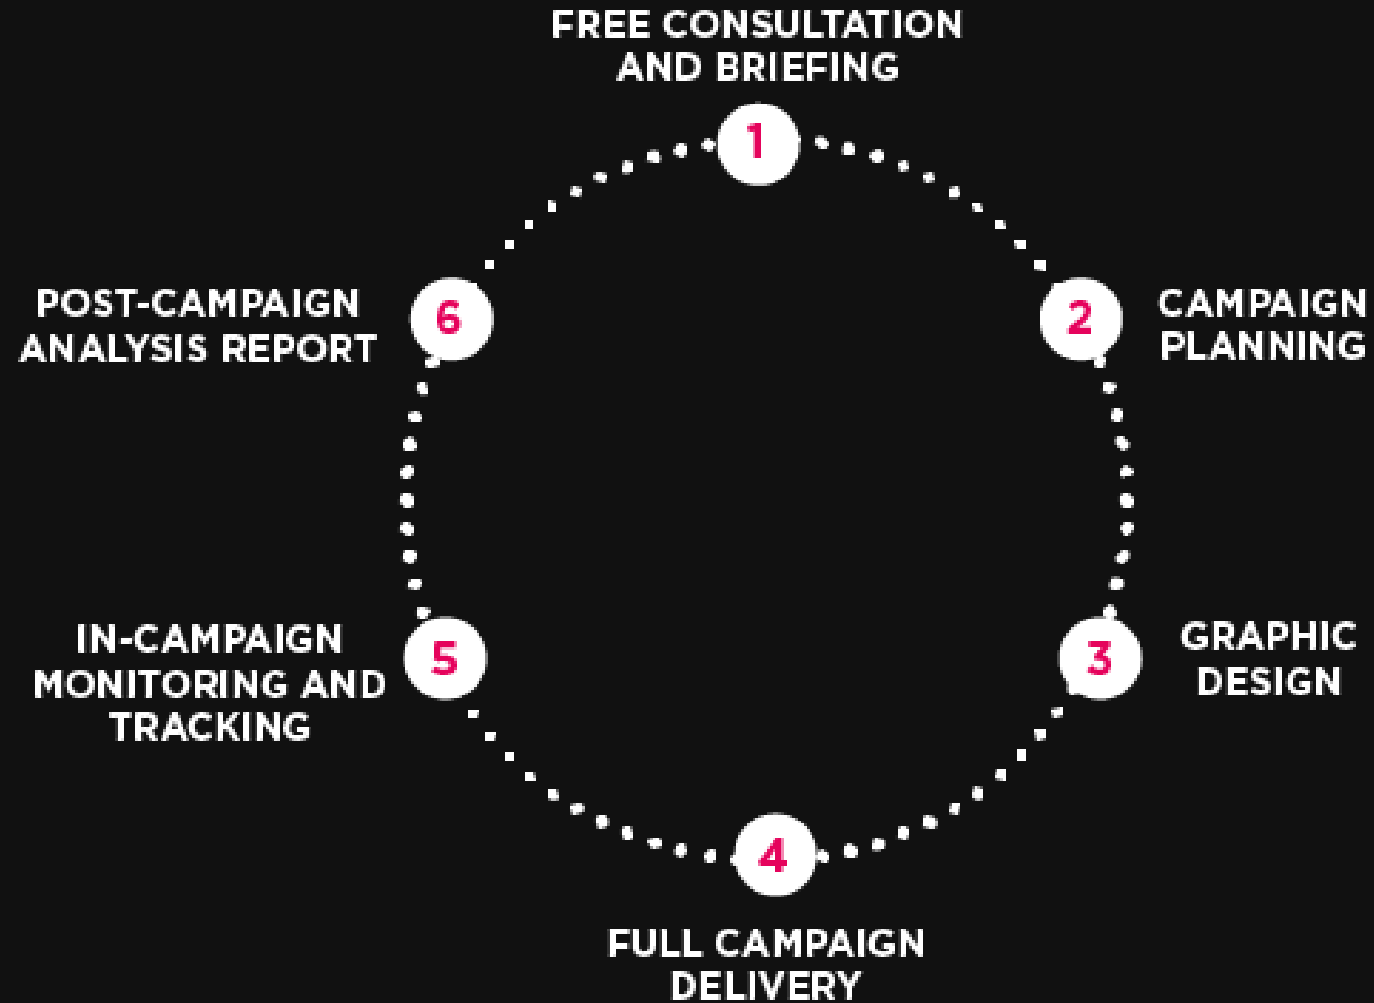 FREE CONSULTATION
AND BRIEFING
1
2
CAMPAIGN
PLANNING
3
GRAPHIC
DESIGN
4
FULL CAMPAIGN
DELIVERY
5
IN-CAMPAIGN
MONITORING AND
TRACKING
6
POST-CAMPAIGN
ANALYSIS REPORT